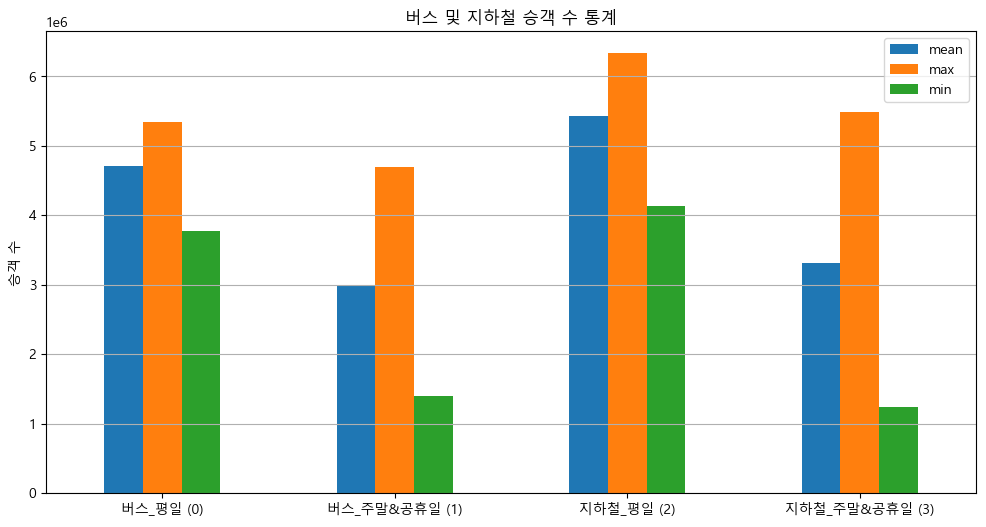 버스 및 지하철 승객 수 통계
1e6
mean
max
min
6
5
4
3
2
1
0
승객 수
버스_평일 (0)
버스_주말&공휴일 (1)
지하철_평일 (2)
지하철_주말&공휴일 (3)